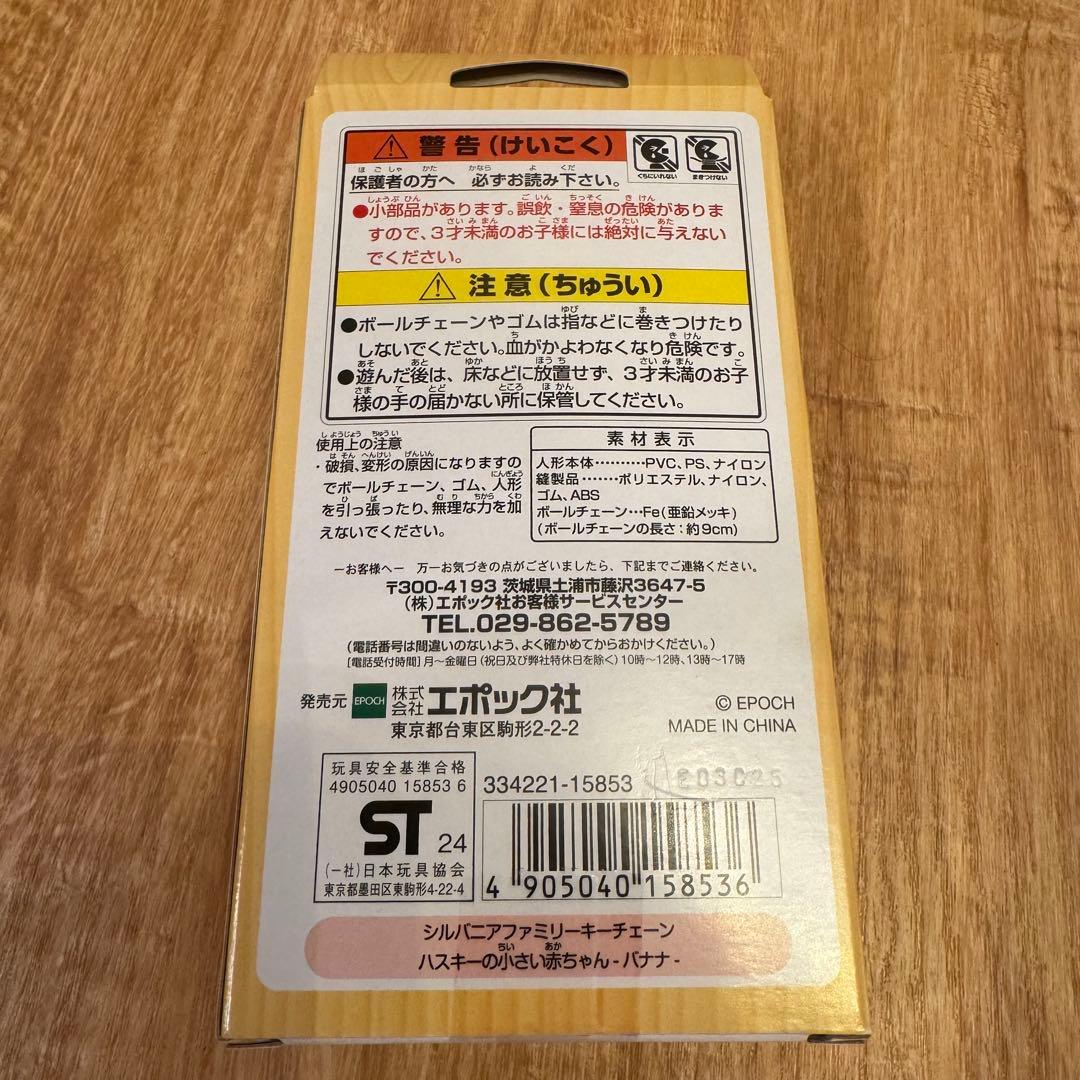 警告(けいこく)
くちにいれない
まきつけない
保護者の方へ 必ずお読み下さい。
●小部品があります。誤飲・窒息の危険がありま
すので、3才未満のお子様には絶対に与えない
でください。
注意(ちゅうい)
●ボールチェーンやゴムは指などに巻きつけたり
しないでください。血がかよわなくなり危険です。
●遊んだ後は、床などに放置せず、3才未満のお子
様の手の届かない所に保管してください。
使用上の注意
・破損、変形の原因になりますの
でボールチェーン、ゴム、人形
を引っ張ったり、無理な力を加
えないでください。
素材表示
人形本体‥‥‥‥‥PVC、PS、ナイロン
縫製品‥‥‥‥ポリエステル、ナイロン、
ゴム、ABS
ボールチェーン…Fe(亜鉛メッキ)
(ボールチェーンの長さ:約9cm)
ーお客様へー 万一お気づきの点がございましたら、下記までご連絡ください。
〒300-4193 茨城県土浦市藤沢3647-5
(株)エポック社お客様サービスセンター
TEL.029-862-5789
(電話番号は間違いのないよう、よく確かめてからおかけください。)
[電話受付時間]月〜金曜日(祝日及び弊社特休日を除く)10時〜12時、13時〜17時
発売元 EPOCH 株式会社 エポック社
東京都台東区駒形2-2-2
© EPOCH
MADE IN CHINA
玩具安全基準合格
4905040 15853 6
ST 24
(一社)日本玩具協会
東京都墨田区東駒形4-22-4
334221-15853
4 905040 158536
シルバニアファミリーキーチェーン
ハスキーの小さい赤ちゃん-バナナ-